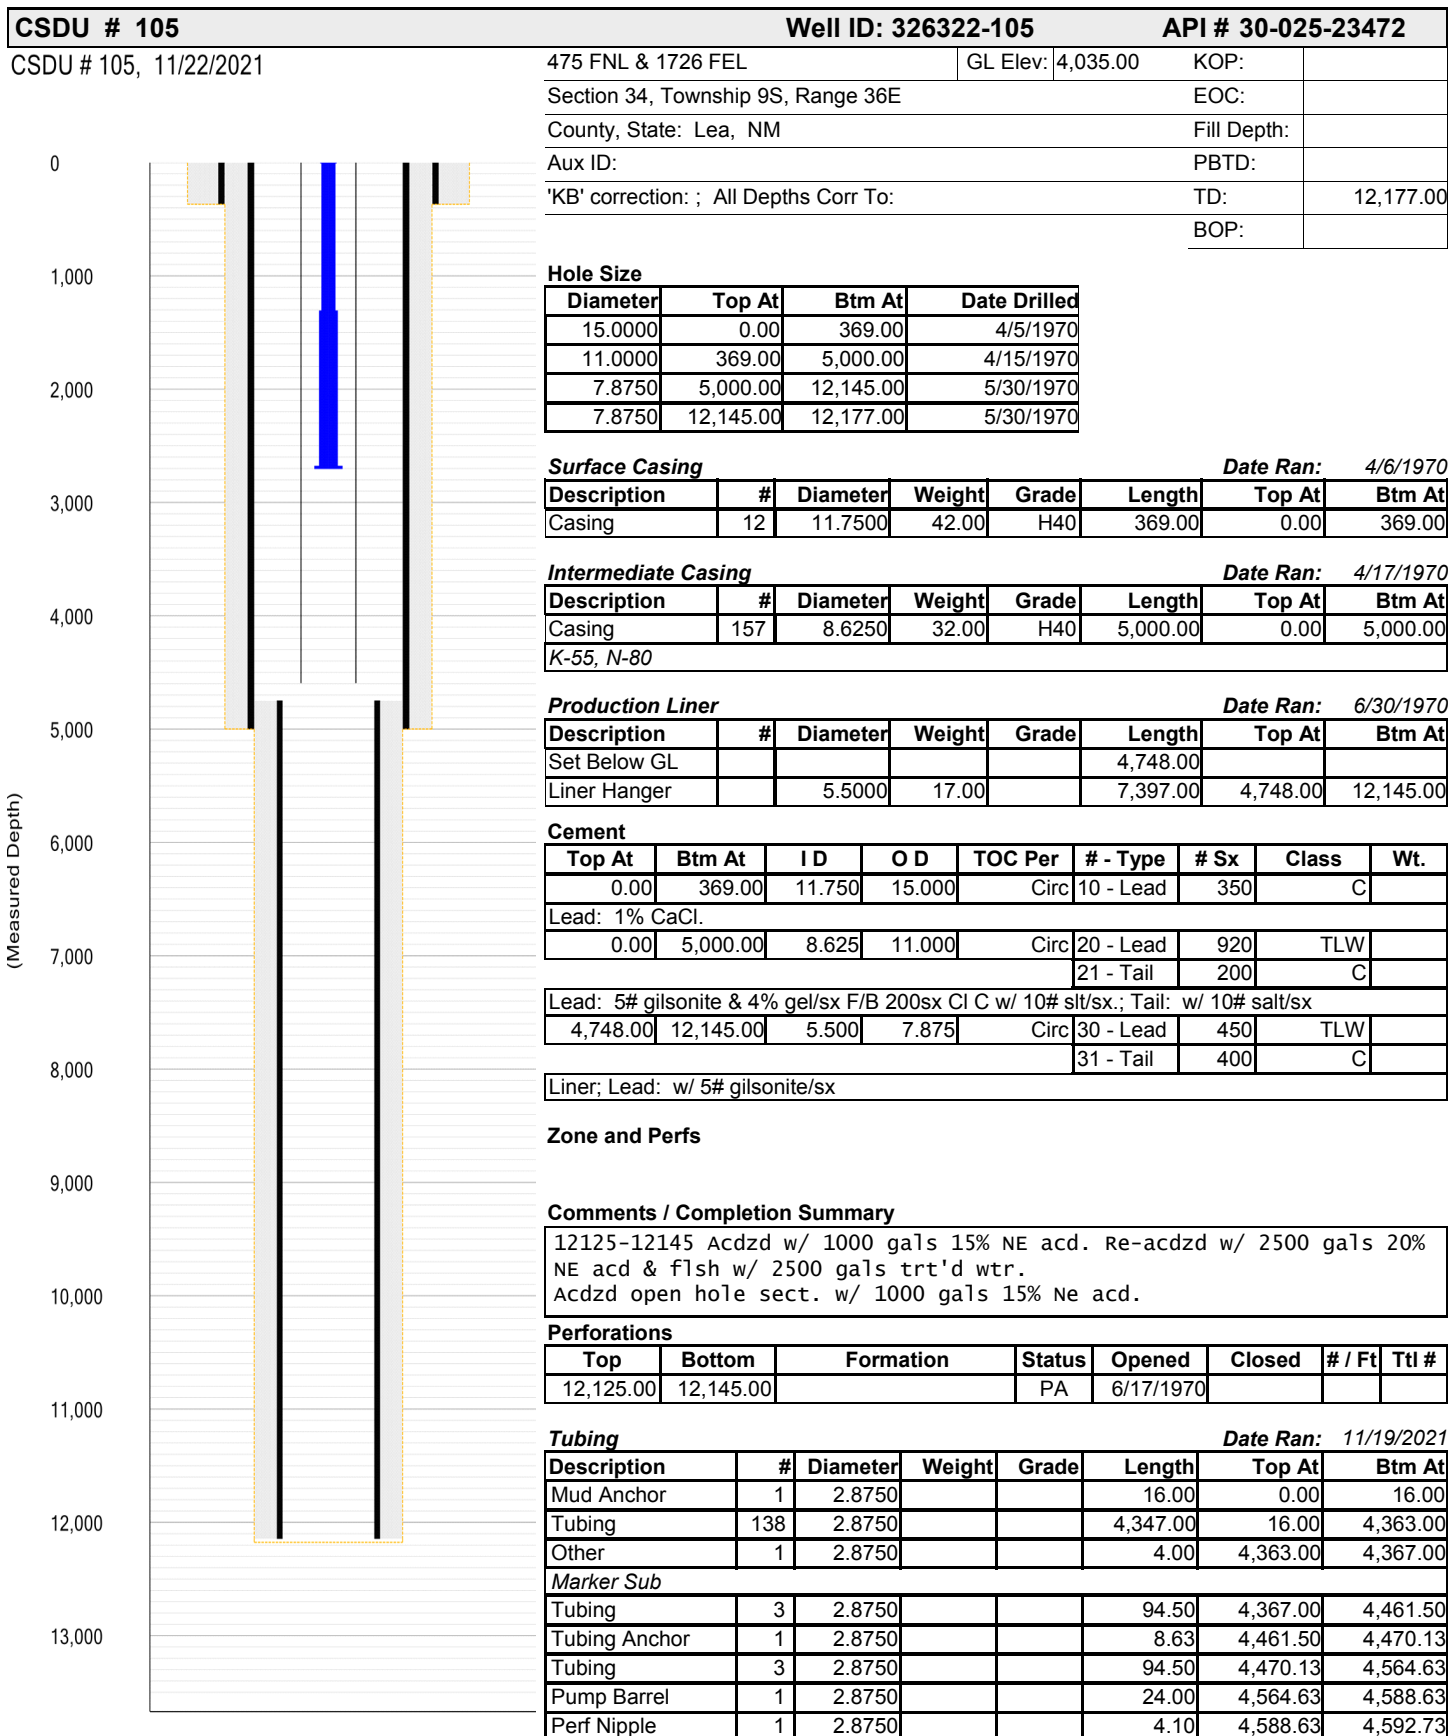 CSDU # 105 Well ID: 326322-105 API # 30-025-23472
CSDU # 105, 11/22/2021
475 FNL & 1726 FEL GL Elev: 4,035.00 KOP:
Section 34, Township 9S, Range 36E EOC:
County, State: Lea, NM Fill Depth:
Aux ID: PBTD:
'KB' correction: ; All Depths Corr To: TD: 12,177.00
BOP:
0
1,000
2,000
3,000
4,000
5,000
6,000
7,000
8,000
9,000
10,000
11,000
12,000
13,000
(Measured Depth)
Hole Size
Diameter Top At Btm At Date Drilled
15.0000 0.00 369.00 4/5/1970
11.0000 369.00 5,000.00 4/15/1970
7.8750 5,000.00 12,145.00 5/30/1970
7.8750 12,145.00 12,177.00 5/30/1970
Surface Casing Date Ran: 4/6/1970
Description # Diameter Weight Grade Length Top At Btm At
Casing 12 11.7500 42.00 H40 369.00 0.00 369.00
Intermediate Casing Date Ran: 4/17/1970
Description # Diameter Weight Grade Length Top At Btm At
Casing 157 8.6250 32.00 H40 5,000.00 0.00 5,000.00
K-55, N-80
Production Liner Date Ran: 6/30/1970
Description # Diameter Weight Grade Length Top At Btm At
Set Below GL 4,748.00
Liner Hanger 5.5000 17.00 7,397.00 4,748.00 12,145.00
Cement
Top At Btm At I D O D TOC Per # - Type # Sx Class Wt.
0.00 369.00 11.750 15.000 Circ 10 - Lead 350 C
Lead: 1% CaCl.
0.00 5,000.00 8.625 11.000 Circ 20 - Lead 920 TLW
21 - Tail 200 C
Lead: 5# gilsonite & 4% gel/sx F/B 200sx Cl C w/ 10# slt/sx.; Tail: w/ 10# salt/sx
4,748.00 12,145.00 5.500 7.875 Circ 30 - Lead 450 TLW
31 - Tail 400 C
Liner; Lead: w/ 5# gilsonite/sx
Zone and Perfs
Comments / Completion Summary
12125-12145 Acdzd w/ 1000 gals 15% NE acd. Re-acdzd w/ 2500 gals 20%
NE acd & flsh w/ 2500 gals trt'd wtr.
Acdzd open hole sect. w/ 1000 gals 15% Ne acd.
Perforations
Top Bottom Formation Status Opened Closed # / Ft Ttl #
12,125.00 12,145.00 PA 6/17/1970
Tubing Date Ran: 11/19/2021
Description # Diameter Weight Grade Length Top At Btm At
Mud Anchor 1 2.8750 16.00 0.00 16.00
Tubing 138 2.8750 4,347.00 16.00 4,363.00
Other 1 2.8750 4.00 4,363.00 4,367.00
Marker Sub
Tubing 3 2.8750 94.50 4,367.00 4,461.50
Tubing Anchor 1 2.8750 8.63 4,461.50 4,470.13
Tubing 3 2.8750 94.50 4,470.13 4,564.63
Pump Barrel 1 2.8750 24.00 4,564.63 4,588.63
Perf Nipple 1 2.8750 4.10 4,588.63 4,592.73